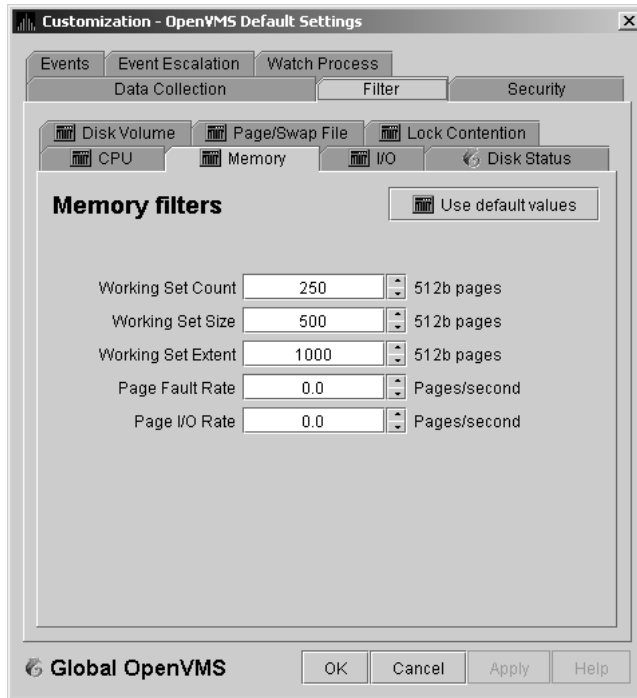 Customization - OpenVMS Default Settings
Events Event Escalation Watch Process
Data Collection Filter Security
Disk Volume Page/Swap File Lock Contention
CPU Memory I/O Disk Status
Memory filters Use default values
Working Set Count 250 512b pages
Working Set Size 500 512b pages
Working Set Extent 1000 512b pages
Page Fault Rate 0.0 Pages/second
Page I/O Rate 0.0 Pages/second
Global OpenVMS OK Cancel Apply Help